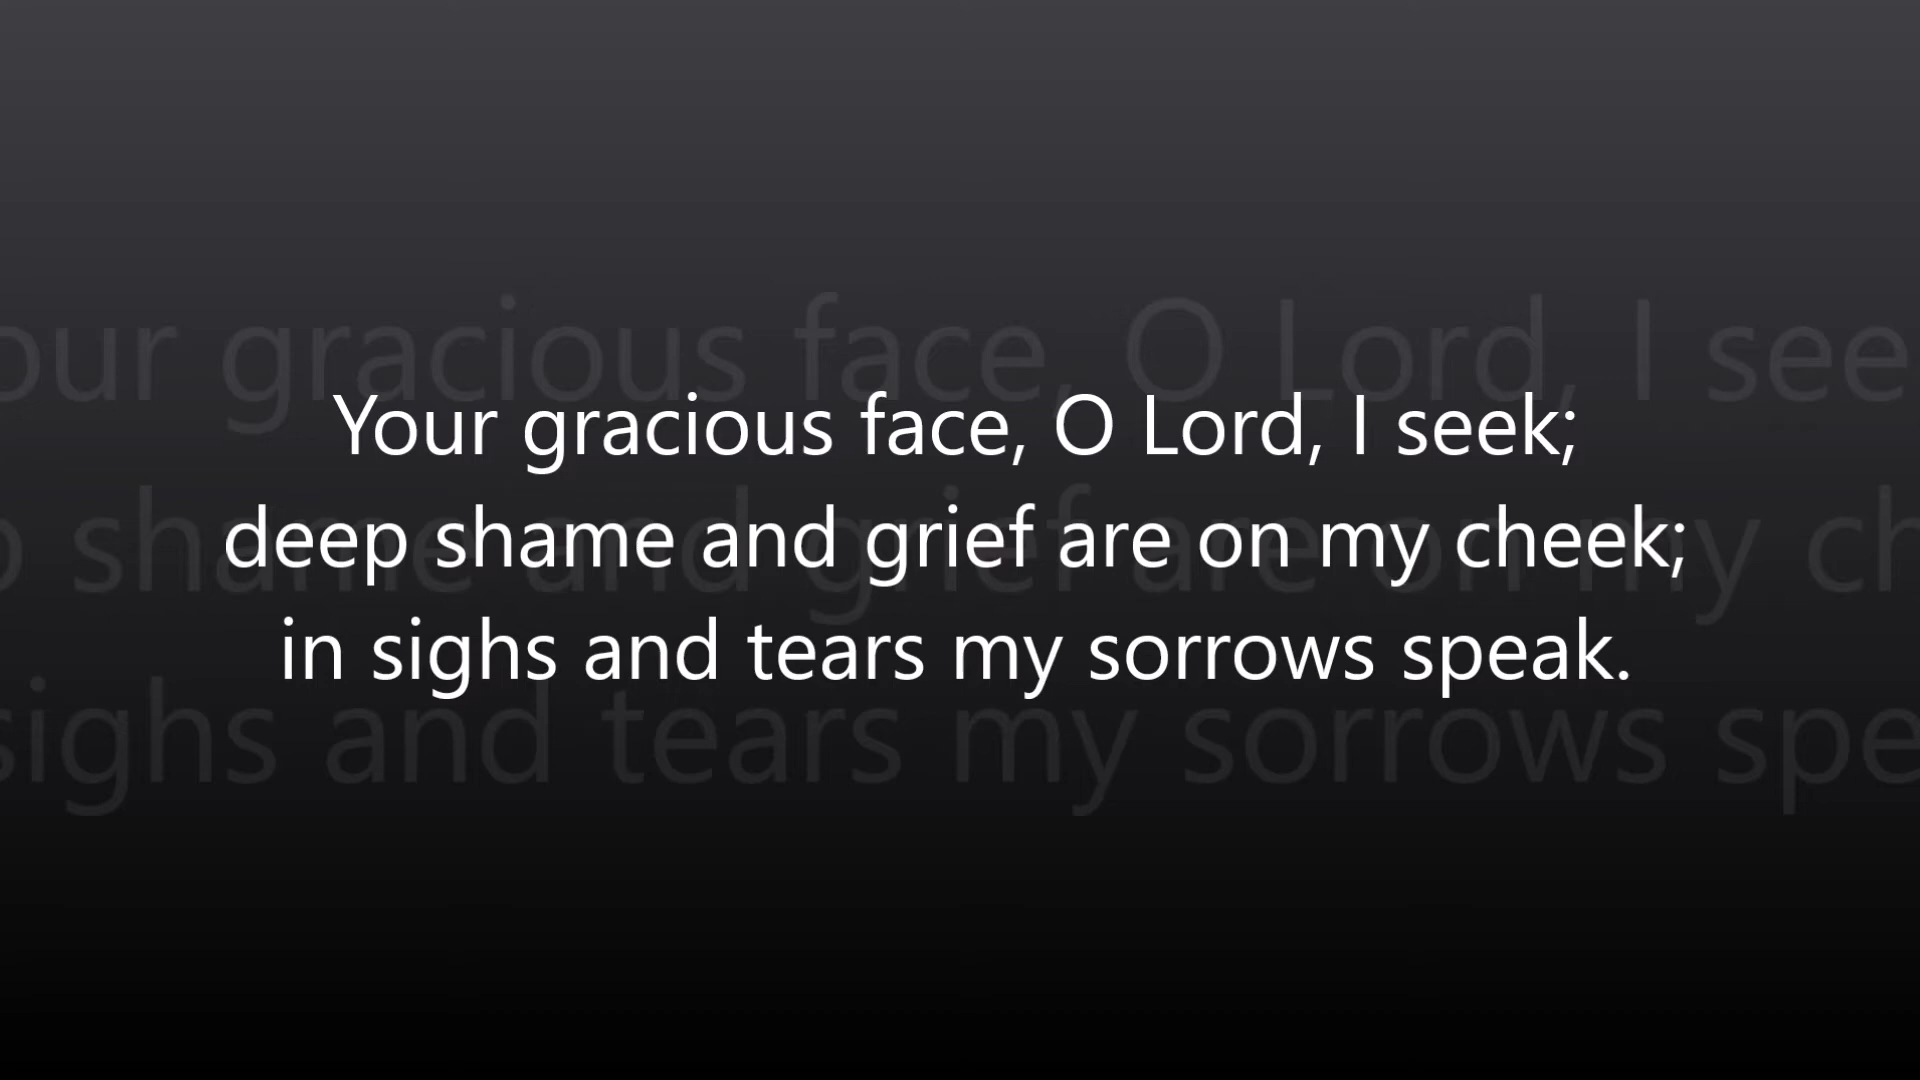 Your gracious face, O Lord, I seek;
deep shame and grief are on my cheek;
in sighs and tears my sorrows speak.